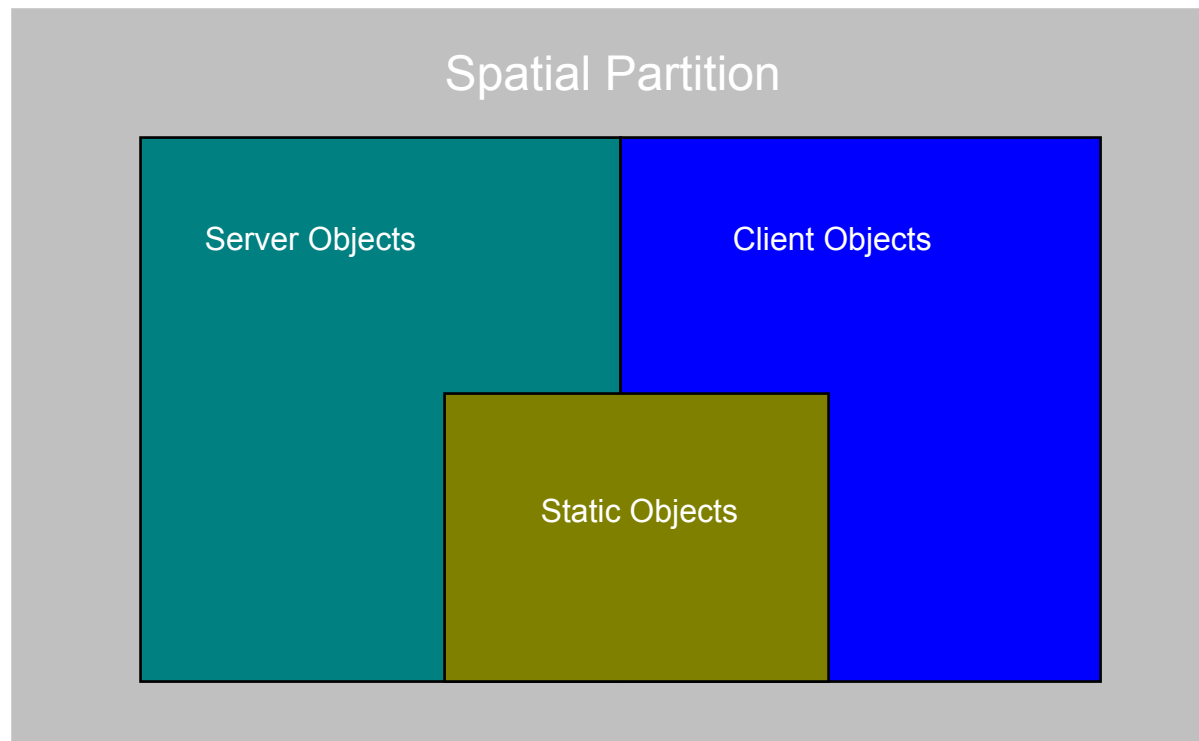 Spatial Partition
Server Objects
Client Objects
Static Objects